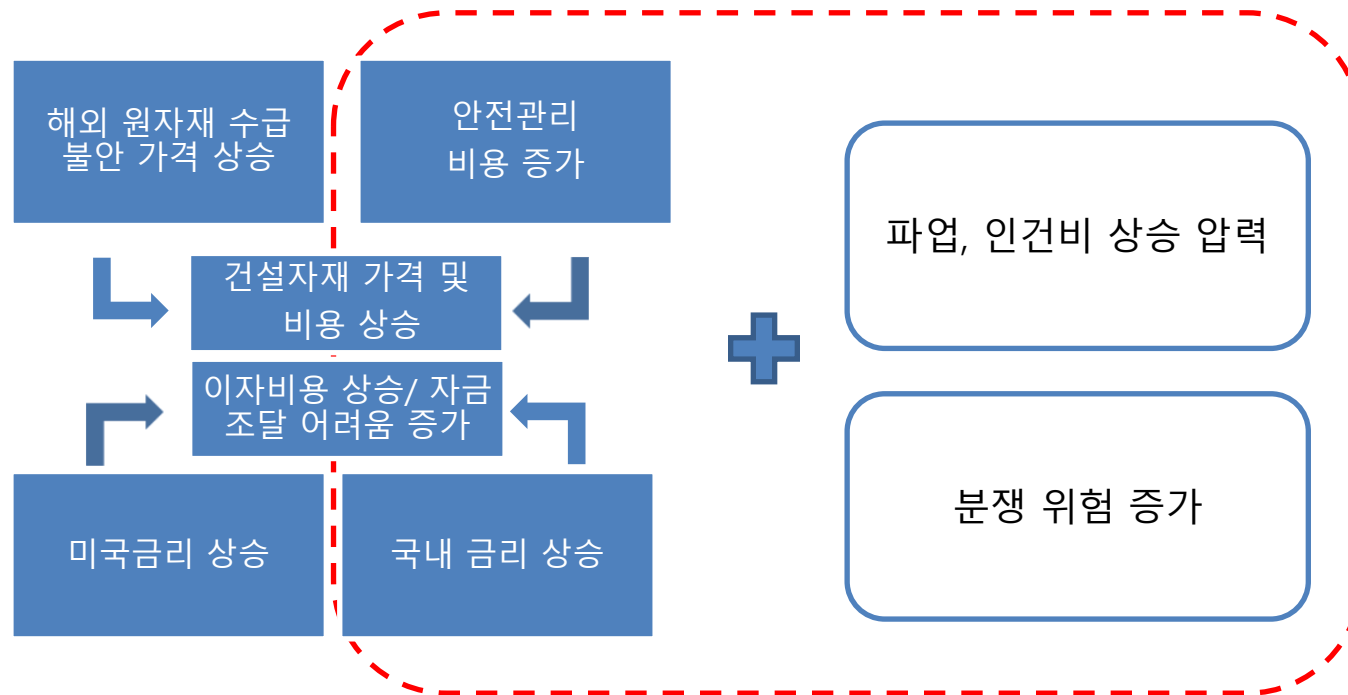 해외 원자재 수급
불안 가격 상승
안전관리
비용 증가
건설자재 가격 및
비용 상승
이자비용 상승/ 자금
조달 어려움 증가
미국금리 상승
국내 금리 상승
파업, 인건비 상승 압력
분쟁 위험 증가